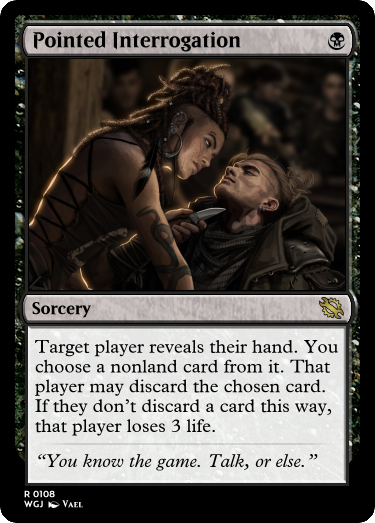 Pointed Interrogation
Sorcery
Target player reveals their hand. You
choose a nonland card from it. That
player may discard the chosen card.
If they don't discard a card this way,
that player loses 3 life.
“You know the game. Talk, or else.”
R 0108
WGJ VAEL